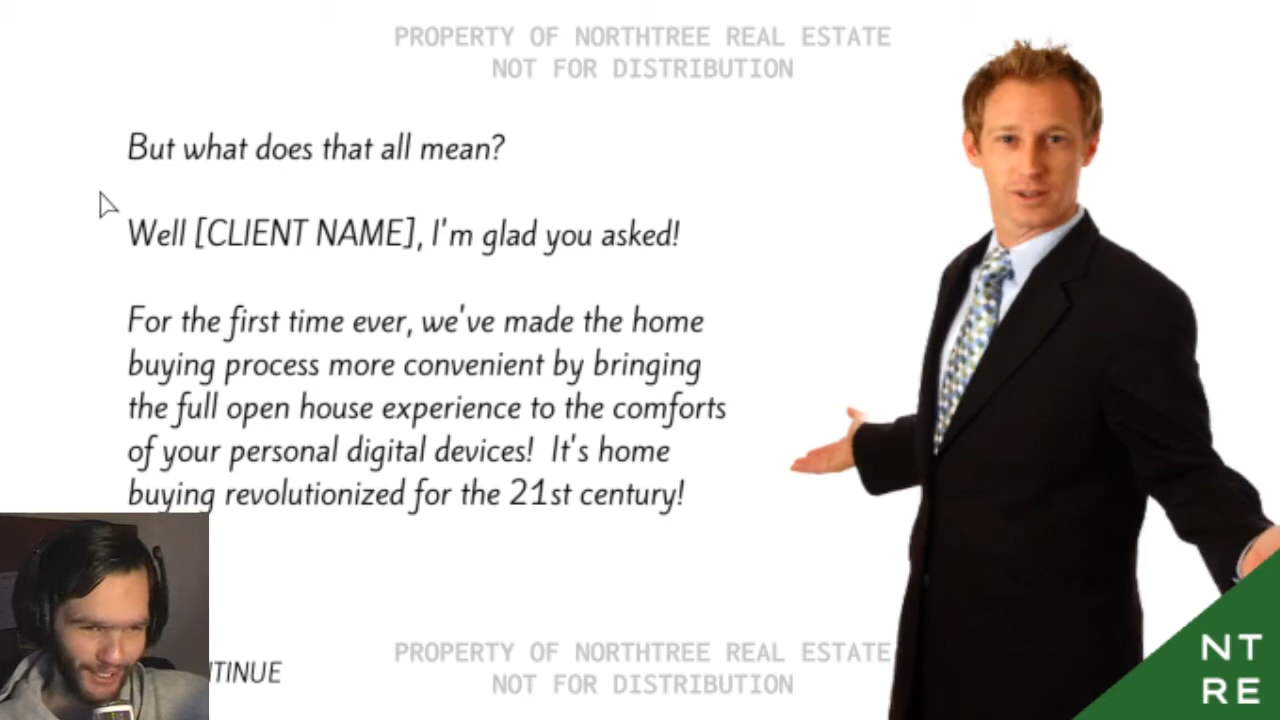 PROPERTY OF NORTHTREE REAL ESTATE
NOT FOR DISTRIBUTION
But what does that all mean?
Well [CLIENT NAME], I'm glad you asked!
For the first time ever, we've made the home
buying process more convenient by bringing
the full open house experience to the comforts
of your personal digital devices!  It's home
buying revolutionized for the 21st century!
NTINUE
PROPERTY OF NORTHTREE REAL ESTATE
NOT FOR DISTRIBUTION
NT
RE